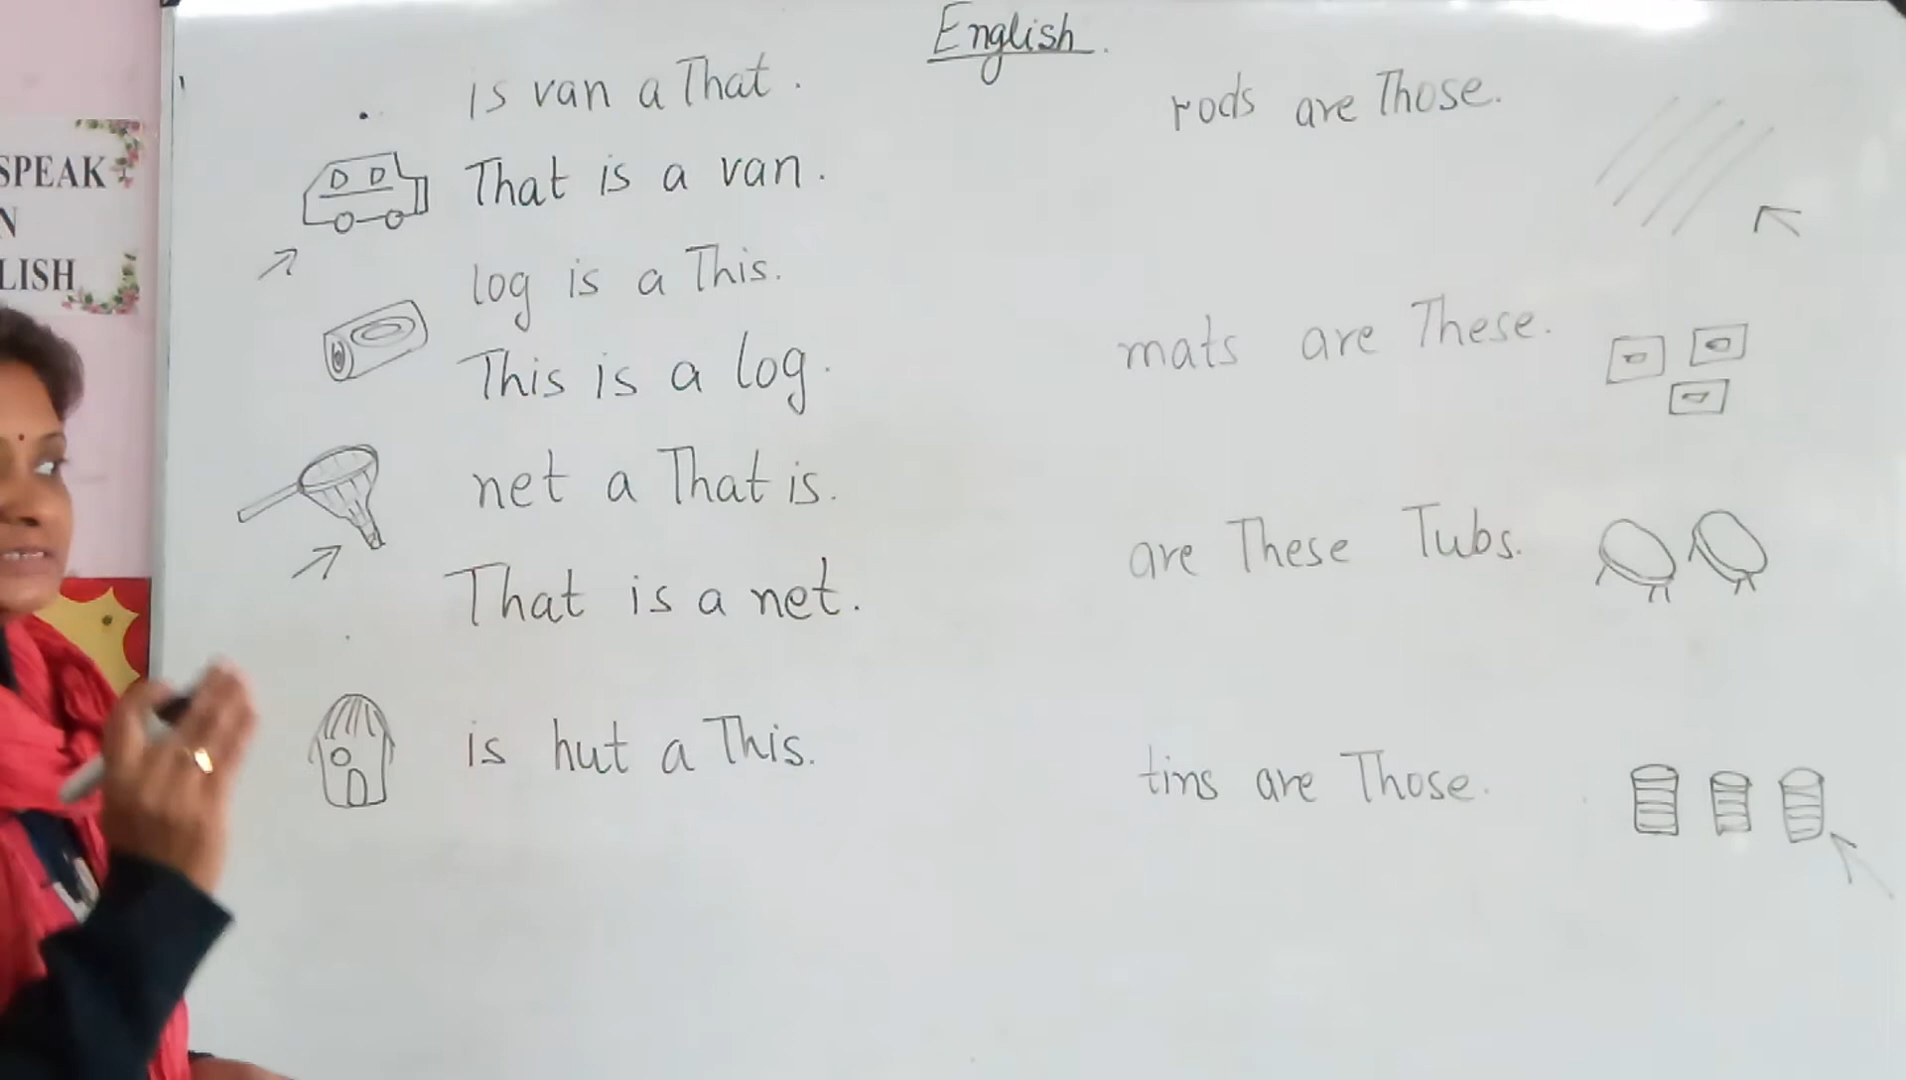 English.
is van a That.
That is a van.
log is a This.
This is a log.
net a That is.
That is a net.
is hut a This.
rods are Those.
mats are These.
are These Tubs.
tins are Those.
SPEAK
N
LISH